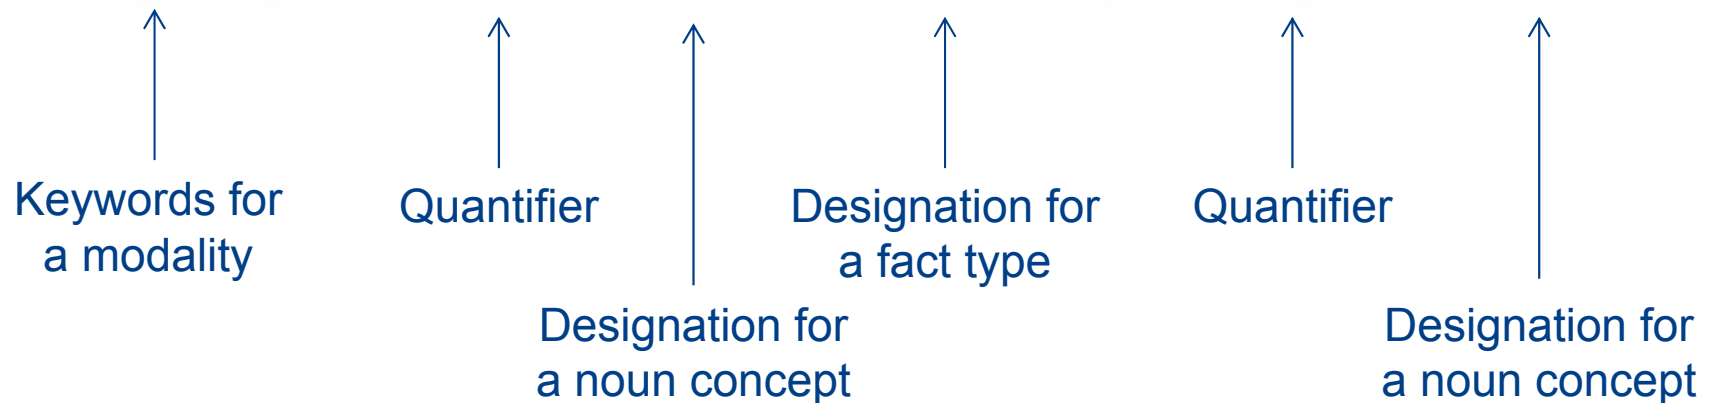 Keywords for
a modality
Quantifier
Designation for
a noun concept
Designation for
a fact type
Quantifier
Designation for
a noun concept